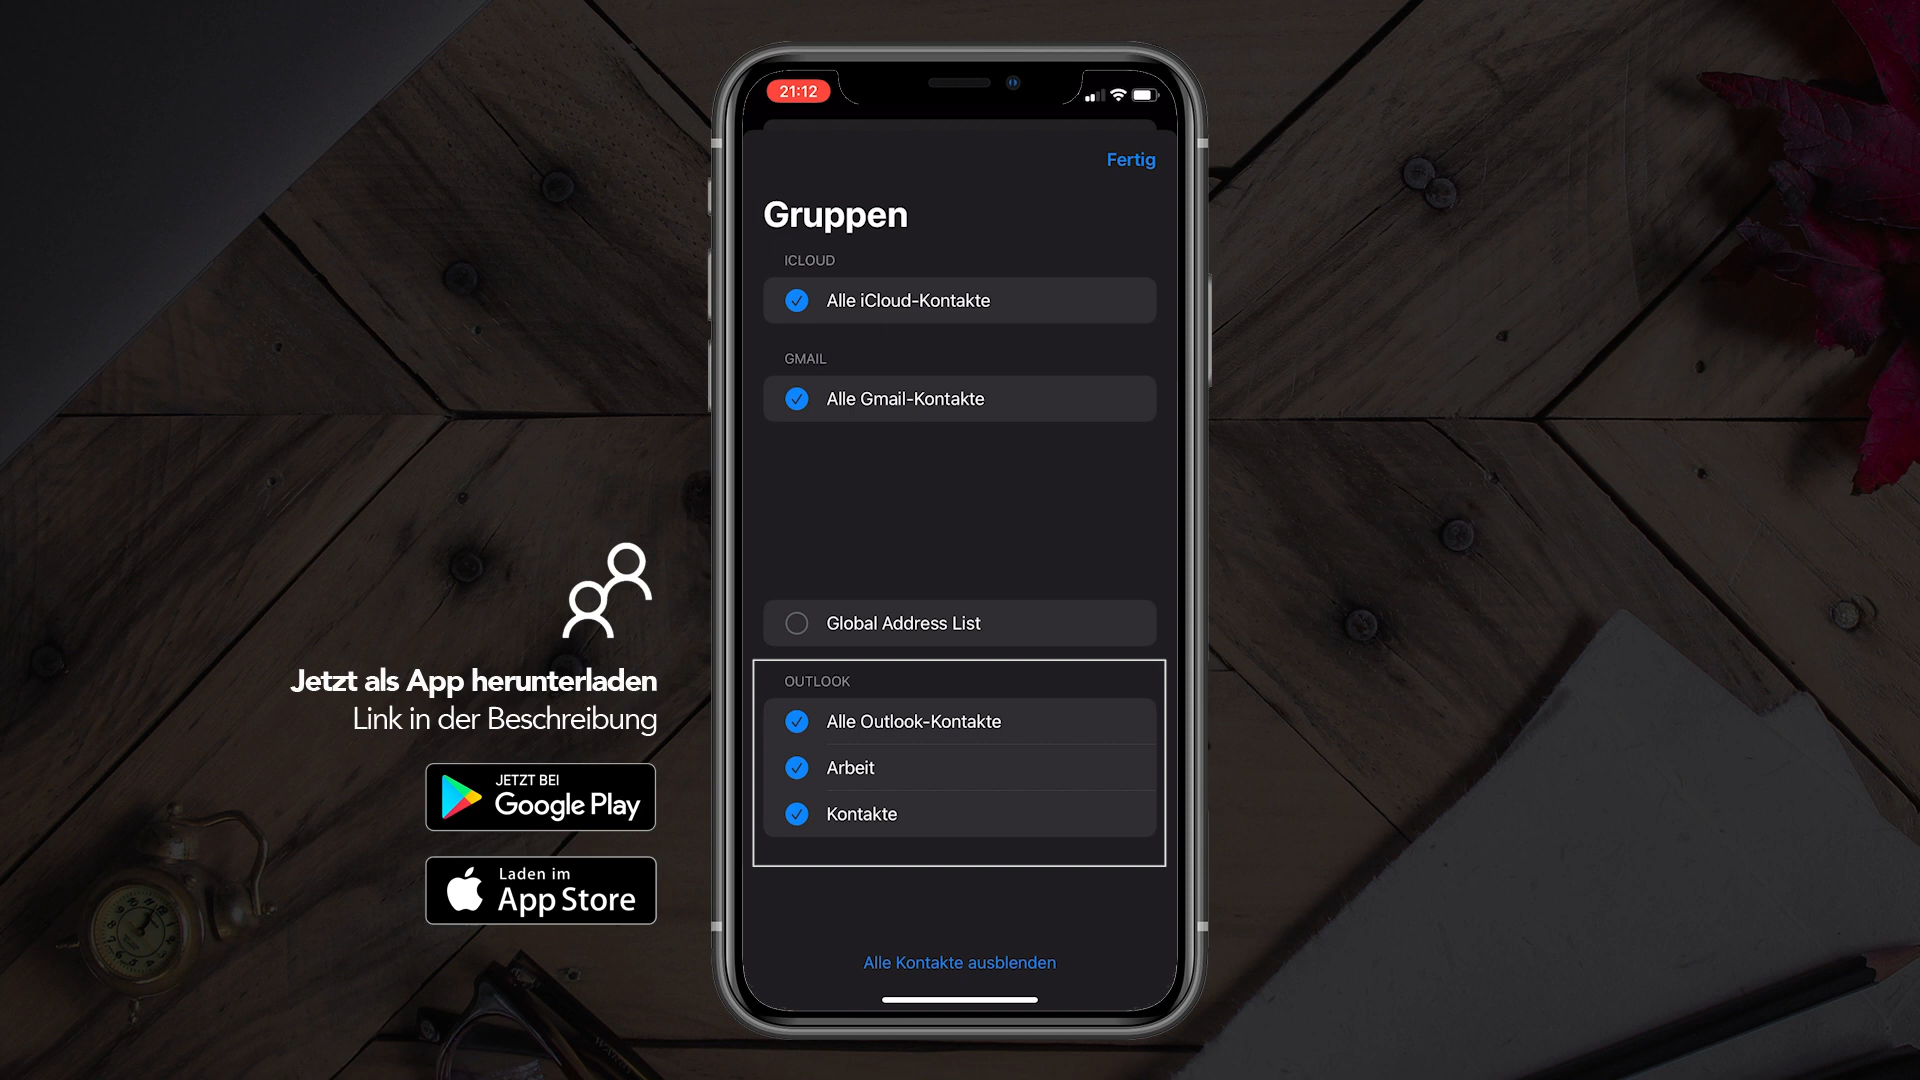 21:12
Fertig
Gruppen
ICLOUD
Alle iCloud-Kontakte
GMAIL
Alle Gmail-Kontakte
Global Address List
OUTLOOK
Alle Outlook-Kontakte
Arbeit
Kontakte
Alle Kontakte ausblenden
Jetzt als App herunterladen
Link in der Beschreibung
JETZT BEI
Google Play
Laden im
App Store